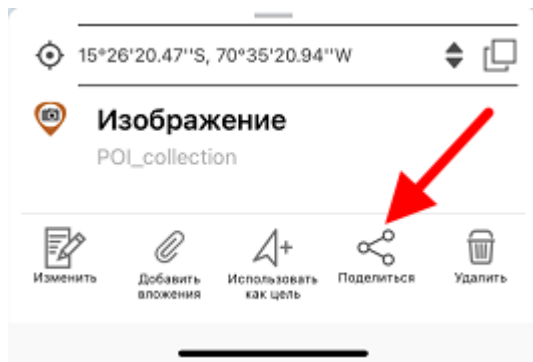 15°26'20.47''S, 70°35'20.94''W
Изображение
POI_collection
Изменить
Добавить
вложения
Использовать
как цель
Поделиться
Удалить